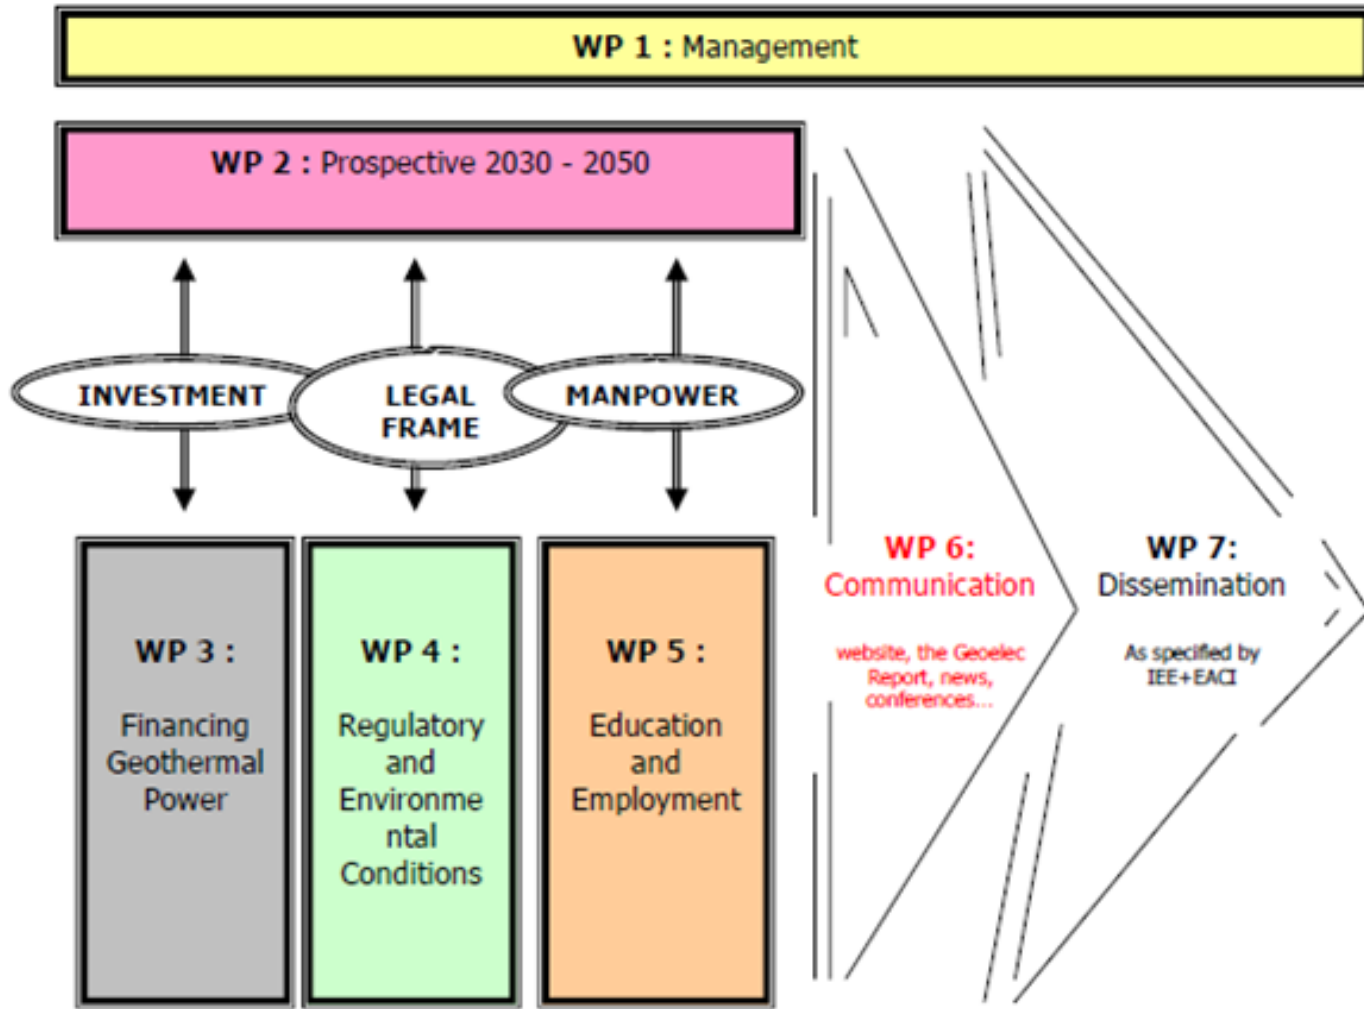 WP 1 : Management
WP 2 : Prospective 2030 - 2050
INVESTMENT
LEGAL
FRAME
MANPOWER
WP 3 :
Financing
Geothermal
Power
WP 4 :
Regulatory
and
Environme
ntal
Conditions
WP 5 :
Education
and
Employment
WP 6:
Communication
website, the Geoelec
Report, news,
conferences...
WP 7:
Dissemination
As specified by
IEE+EACI